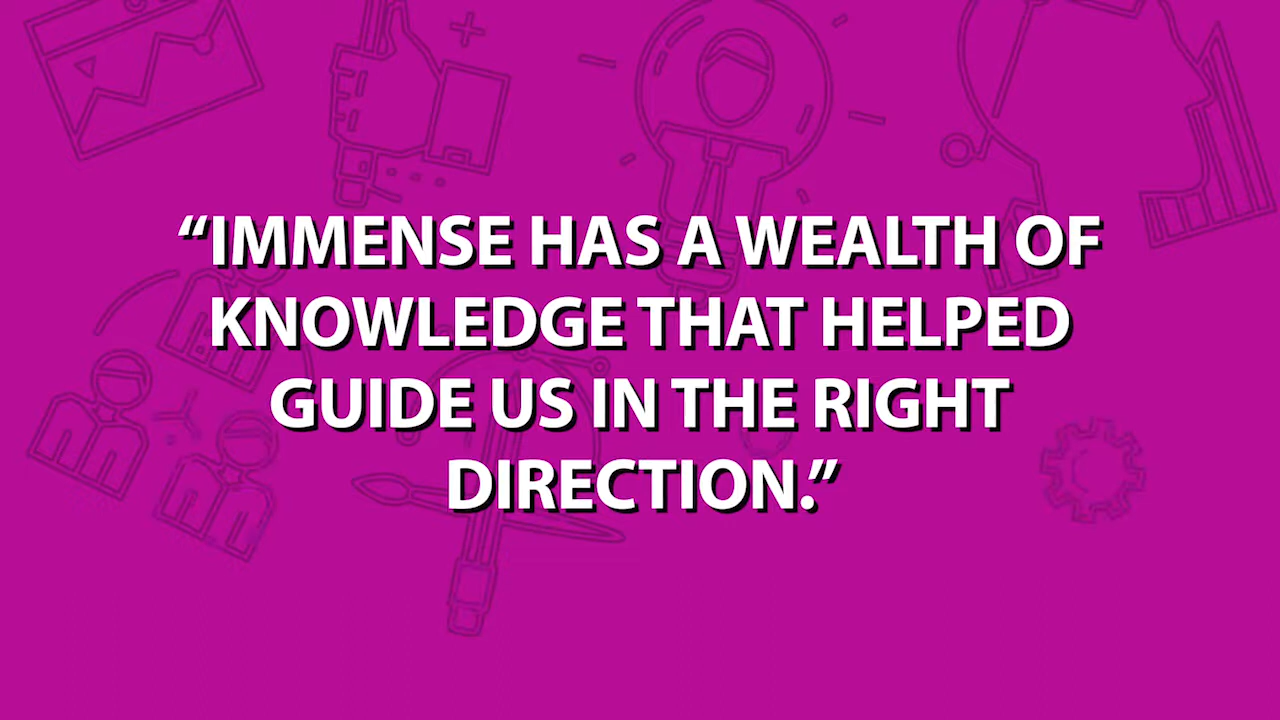 “IMMENSE HAS A WEALTH OF
KNOWLEDGE THAT HELPED
GUIDE US IN THE RIGHT
DIRECTION.”